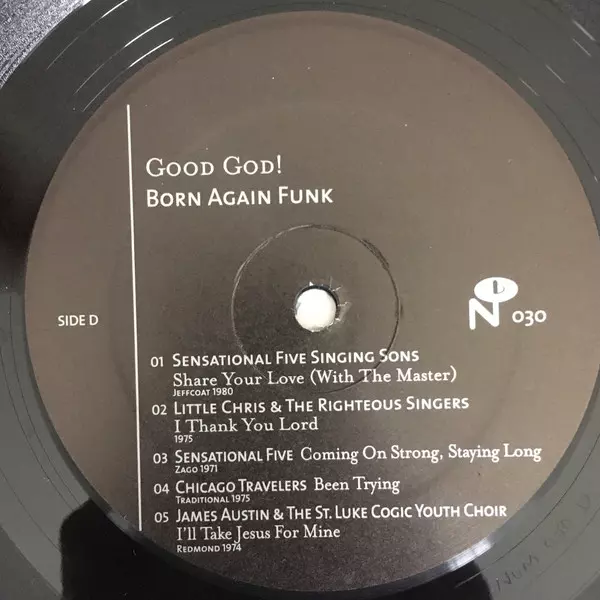 GOOD GOD!
BORN AGAIN FUNK
SIDE D
N 030
01 SENSATIONAL FIVE SINGING SONS
Share Your Love (With The Master)
JEFFCOAT 1980
02 LITTLE CHRIS & THE RIGHTEOUS SINGERS
I Thank You Lord
1975
03 SENSATIONAL FIVE Coming On Strong, Staying Long
ZAGO 1971
04 CHICAGO TRAVELERS Been Trying
TRADITIONAL 1975
05 JAMES AUSTIN & THE ST. LUKE COGIC YOUTH CHOIR
I'll Take Jesus For Mine
REDMOND 1974